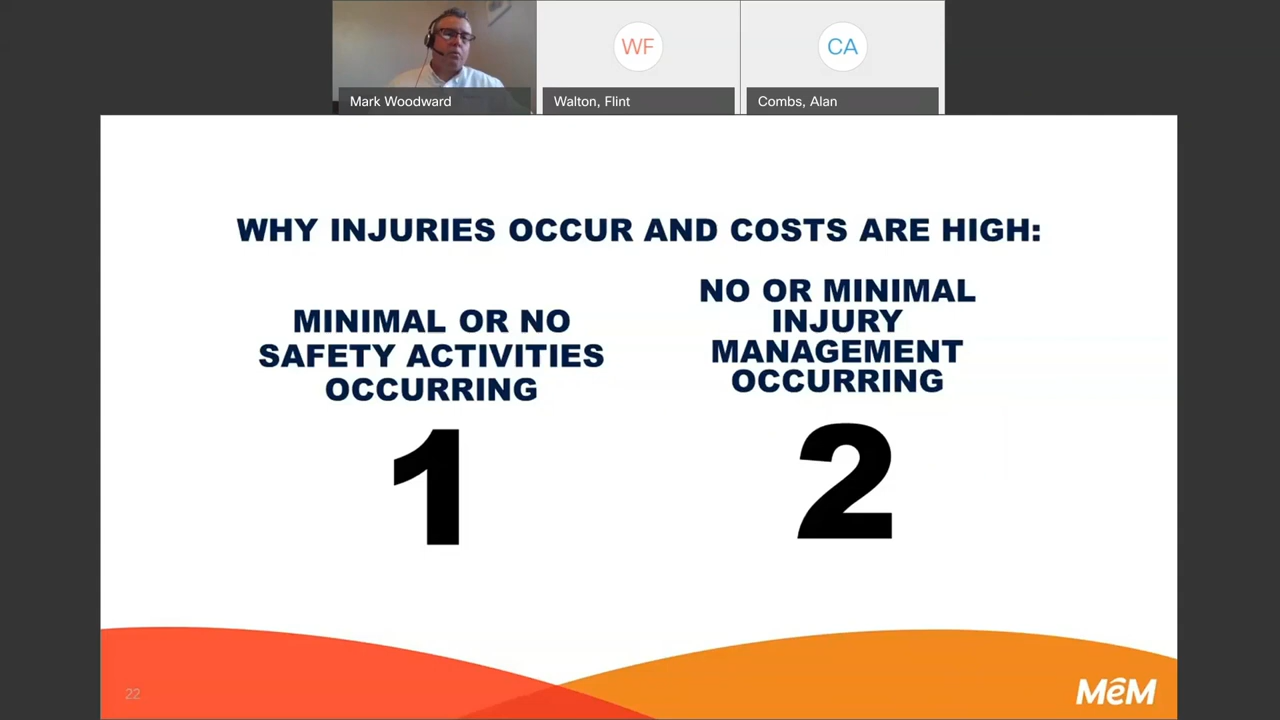 WF
CA
Mark Woodward
Walton, Flint
Combs, Alan
WHY INJURIES OCCUR AND COSTS ARE HIGH:
MINIMAL OR NO
SAFETY ACTIVITIES
OCCURRING
1
NO OR MINIMAL
INJURY
MANAGEMENT
OCCURRING
2
22
MeM